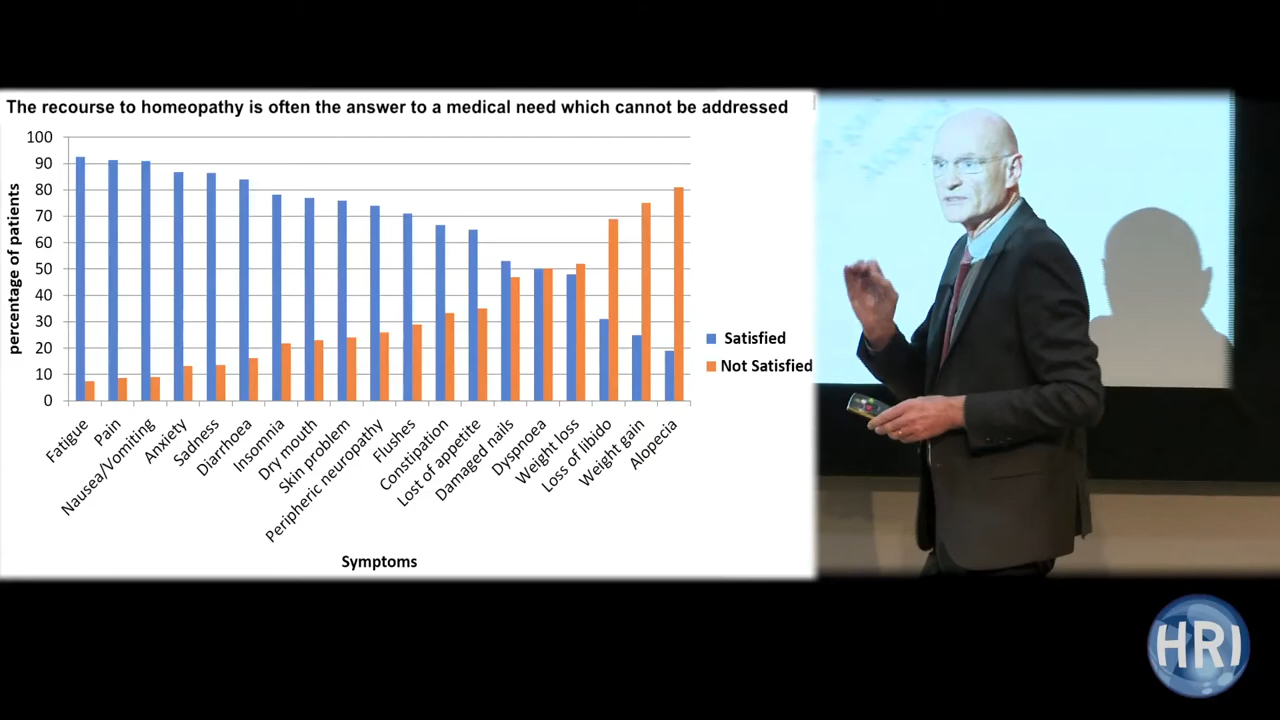 The recourse to homeopathy is often the answer to a medical need which cannot be addressed
percentage of patients
100
90
80
70
60
50
40
30
20
10
0
Satisfied
Not Satisfied
Fatigue
Pain
Nausea/Vomiting
Anxiety
Sadness
Diarrhoea
Insomnia
Dry mouth
Skin problem
Peripheric neuropathy
Flushes
Constipation
Lost of appetite
Damaged nails
Dyspnoea
Weight loss
Loss of libido
Weight gain
Alopecia
Symptoms
HRI